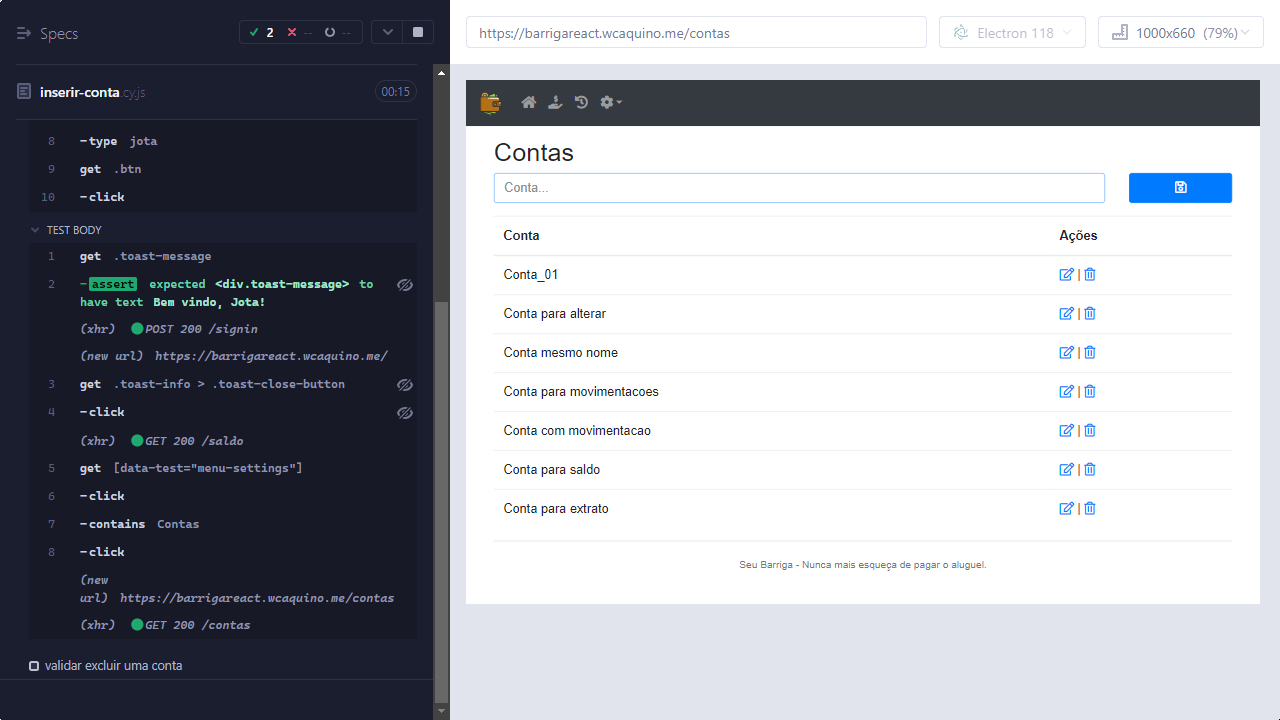 Specs
2
--
--
https://barrigareact.wcaquino.me/contas
Electron 118
1000x660 (79%)
inserir-conta.cy.js
00:15
8 -type jota
9 get .btn
10 -click
TEST BODY
1 get .toast-message
2 -assert expected <div.toast-message> to
have text Bem vindo, Jota!
(xhr) POST 200 /signin
(new url) https://barrigareact.wcaquino.me/
3 get .toast-info > .toast-close-button
4 -click
(xhr) GET 200 /saldo
5 get [data-test="menu-settings"]
6 -click
7 -contains Contas
8 -click
(new
url) https://barrigareact.wcaquino.me/contas
(xhr) GET 200 /contas
validar excluir uma conta
Contas
Conta...
Conta Ações
Conta_01 |
Conta para alterar |
Conta mesmo nome |
Conta para movimentacoes |
Conta com movimentacao |
Conta para saldo |
Conta para extrato |
Seu Barriga - Nunca mais esqueça de pagar o aluguel.